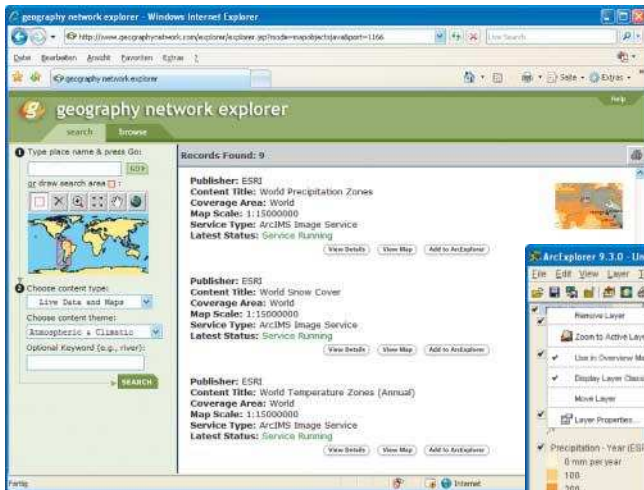 geography network explorer - Windows Internet Explorer
http://www.geographynetwork.com/explorer/explorer.jsp?mode=mapobjectsjava&port=1166
Live Search
Datei Bearbeiten Ansicht Favoriten Extras ?
geography network explorer
Seite
Extras
geography network explorer
Help
search
browse
1 Type place name & press Go:
GO
or draw search area :
2 Choose content type:
Live Data and Maps
Choose content theme:
Atmospheric & Climatic
Optional Keyword (e.g., river):
SEARCH
Records Found: 9
Publisher: ESRI
Content Title: World Precipitation Zones
Coverage Area: World
Map Scale: 1:15000000
Service Type: ArcIMS Image Service
Latest Status: Service Running
View Details View Map Add to ArcExplorer
Publisher: ESRI
Content Title: World Snow Cover
Coverage Area: World
Map Scale: 1:15000000
Service Type: ArcIMS Image Service
Latest Status: Service Running
View Details View Map Add to ArcExplorer
Publisher: ESRI
Content Title: World Temperature Zones (Annual)
Coverage Area: World
Map Scale: 1:15000000
Service Type: ArcIMS Image Service
Latest Status: Service Running
View Details View Map Add to ArcExplorer
Fertig
Internet
ArcExplorer 9.3.0 - Un
File Edit View Layer
Remove Layer
Zoom to Active Laye
Use in Overview Ma
Display Layer Classi
Move Layer
Layer Properties...
Precipitation - Year (ESR
0 mm per year
100
200